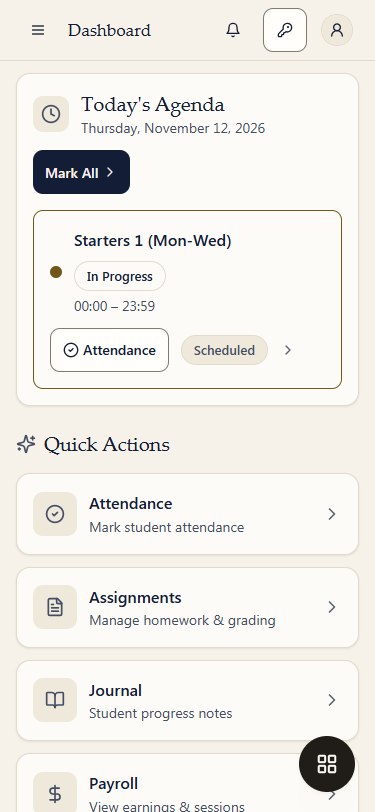 Dashboard
Today's Agenda
Thursday, November 12, 2026
Mark All
Starters 1 (Mon-Wed)
In Progress
00:00 – 23:59
Attendance
Scheduled
Quick Actions
Attendance
Mark student attendance
Assignments
Manage homework & grading
Journal
Student progress notes
Payroll
View earnings & sessions